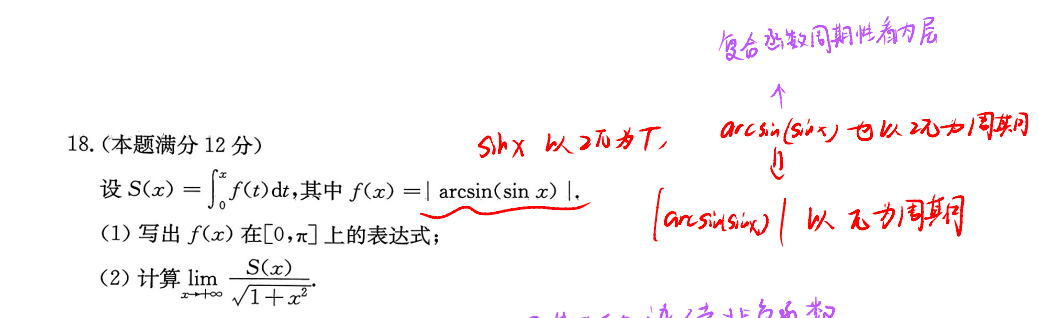 复合函数周期性看内层
↑
18.(本题满分 12 分)
sinx 以2π为T, arcsin(sinx) 也以2π为周期
设 S(x) = ∫₀ˣ f(t)dt,其中 f(x) = | arcsin(sin x) |.
|arcsin(sinx)| 以 π为周期
(1) 写出 f(x) 在[0,π] 上的表达式;
(2) 计算 lim_{x→+∞} S(x)/√(1+x²).